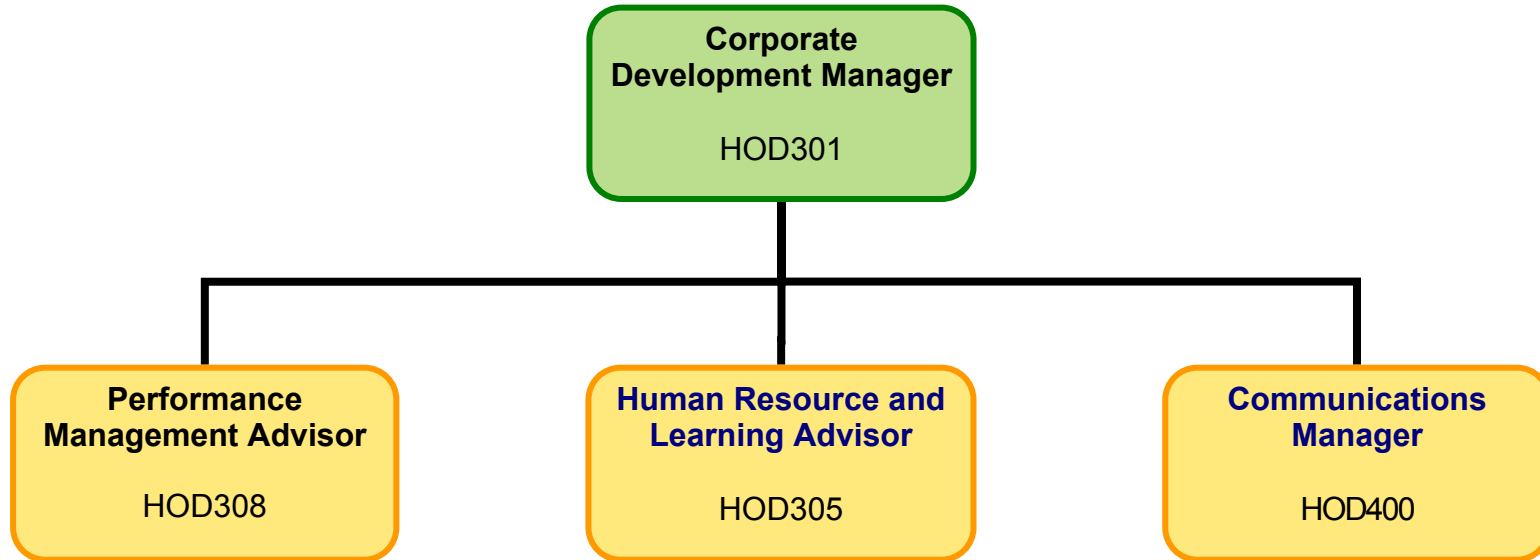 Corporate
Development Manager
HOD301
Performance
Management Advisor
HOD308
Human Resource and
Learning Advisor
HOD305
Communications
Manager
HOD400